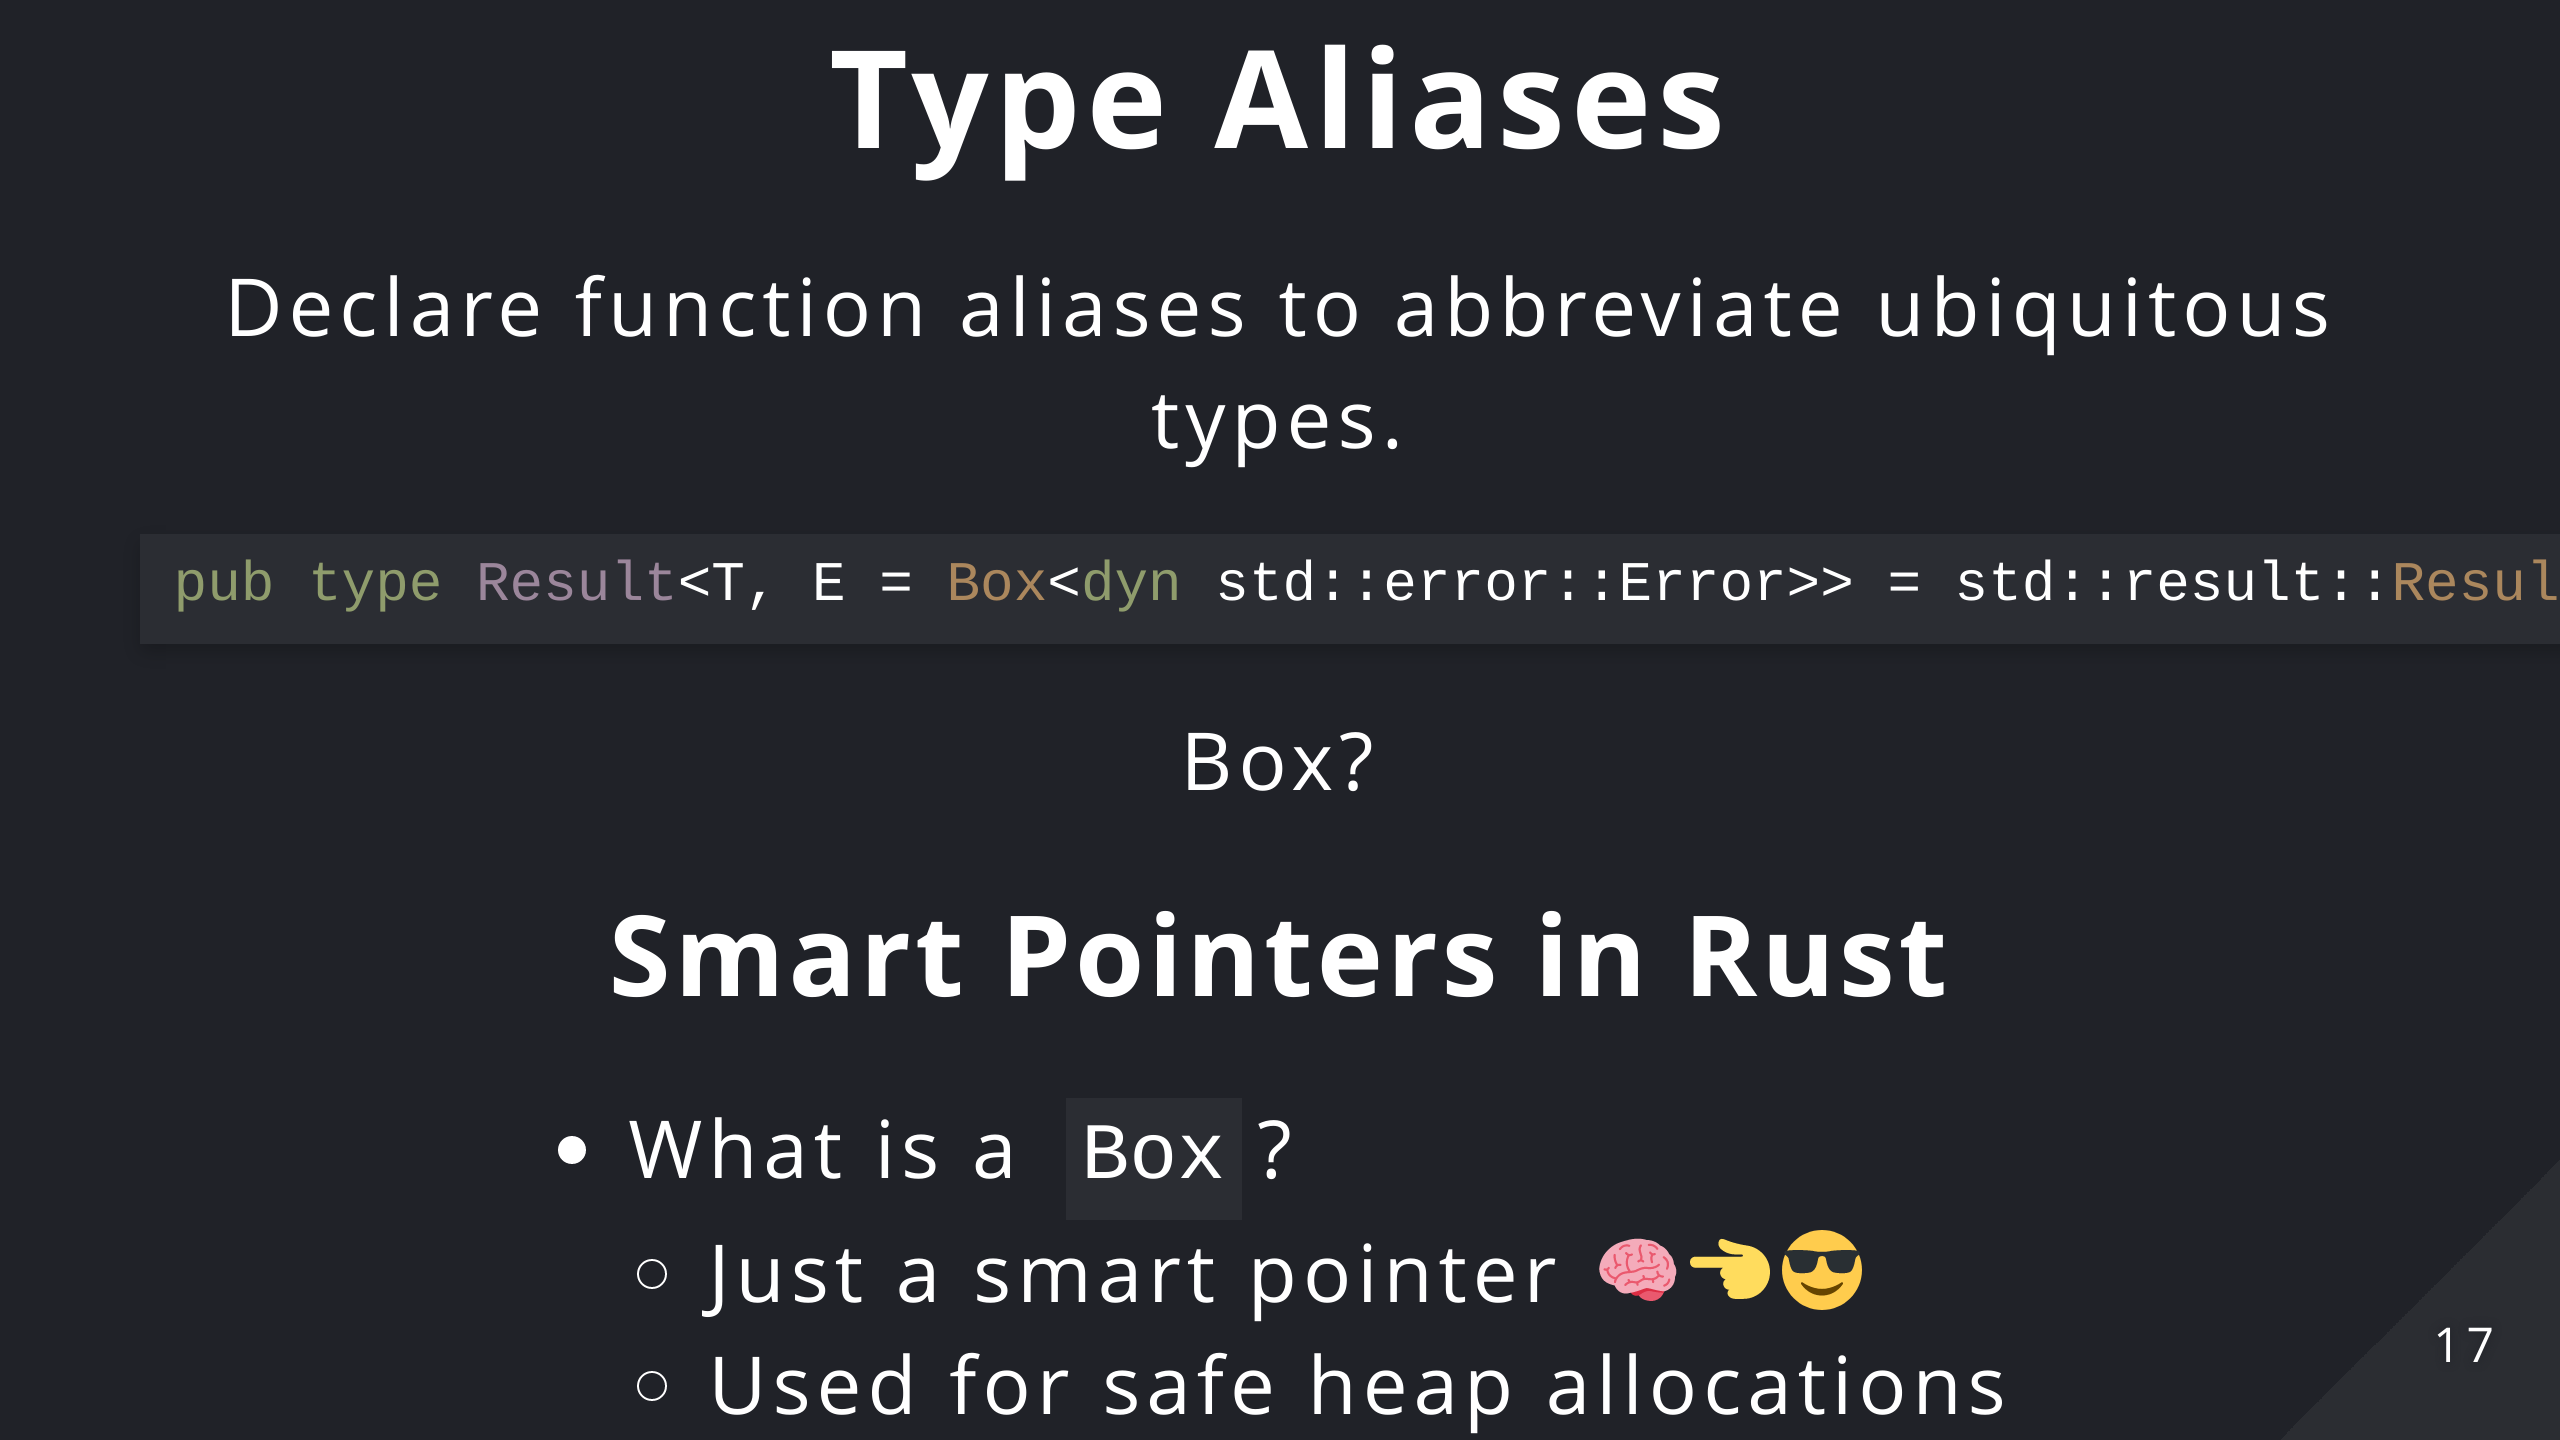 Type Aliases
Declare function aliases to abbreviate ubiquitous
types.
pub type Result<T, E = Box<dyn std::error::Error>> = std::result::Resul
Box?
Smart Pointers in Rust
• What is a Box ?
◦ Just a smart pointer 🧠👈😎
◦ Used for safe heap allocations
17